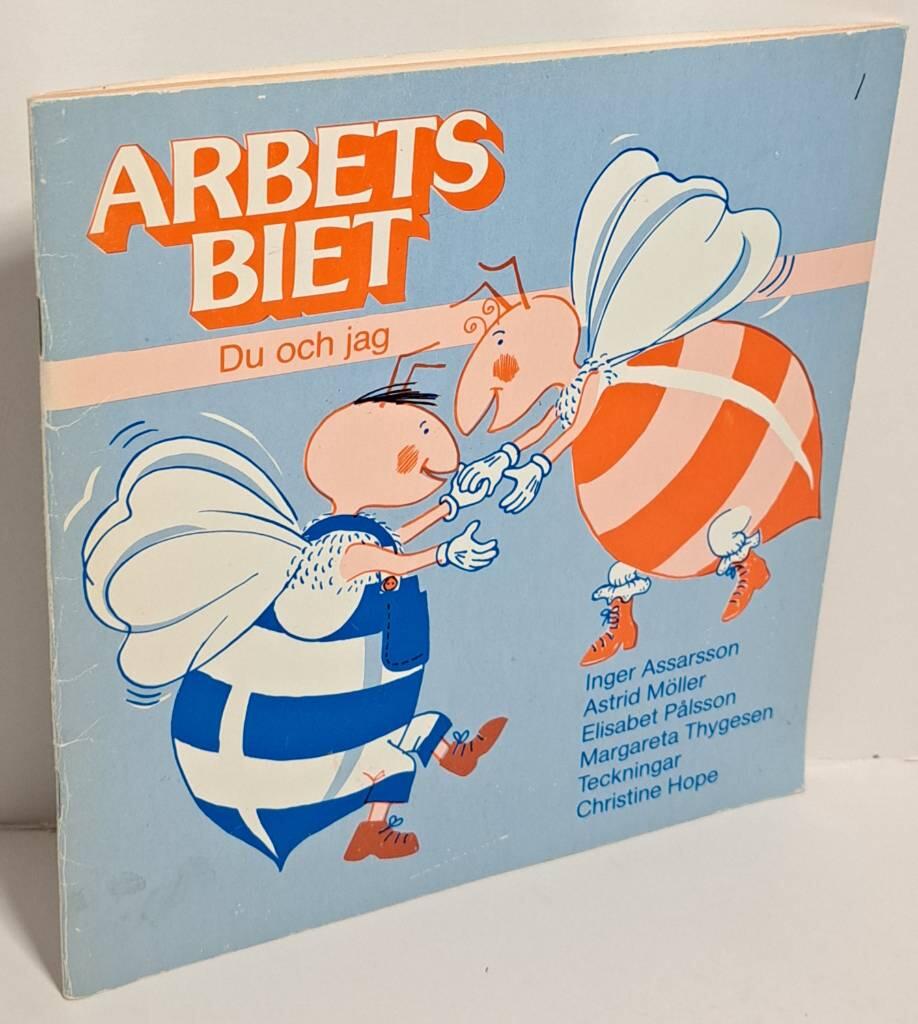 ARBETS
BIET
Du och jag
Inger Assarsson
Astrid Möller
Elisabet Pålsson
Margareta Thygesen
Teckningar
Christine Hope